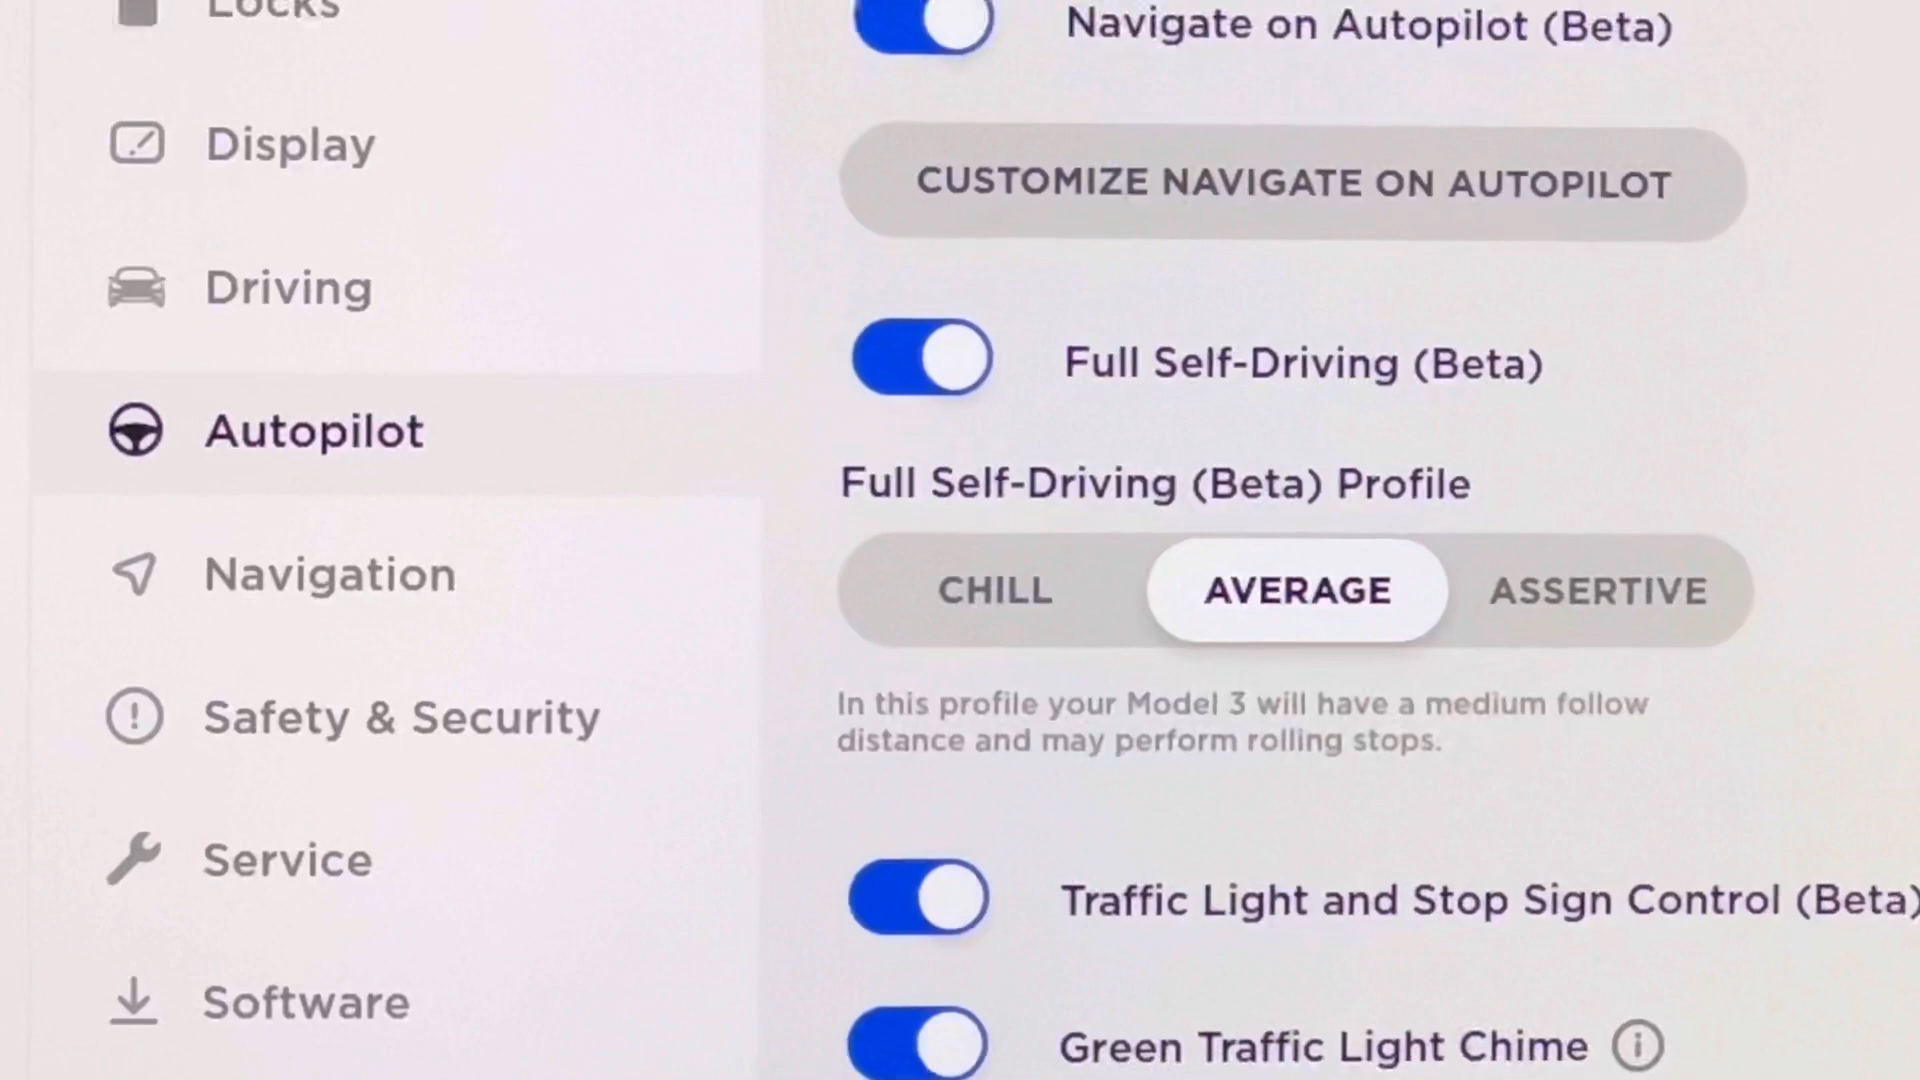 Locks
Display
Driving
Autopilot
Navigation
Safety & Security
Service
Software
Navigate on Autopilot (Beta)
CUSTOMIZE NAVIGATE ON AUTOPILOT
Full Self-Driving (Beta)
Full Self-Driving (Beta) Profile
CHILL AVERAGE ASSERTIVE
In this profile your Model 3 will have a medium follow
distance and may perform rolling stops.
Traffic Light and Stop Sign Control (Beta)
Green Traffic Light Chime